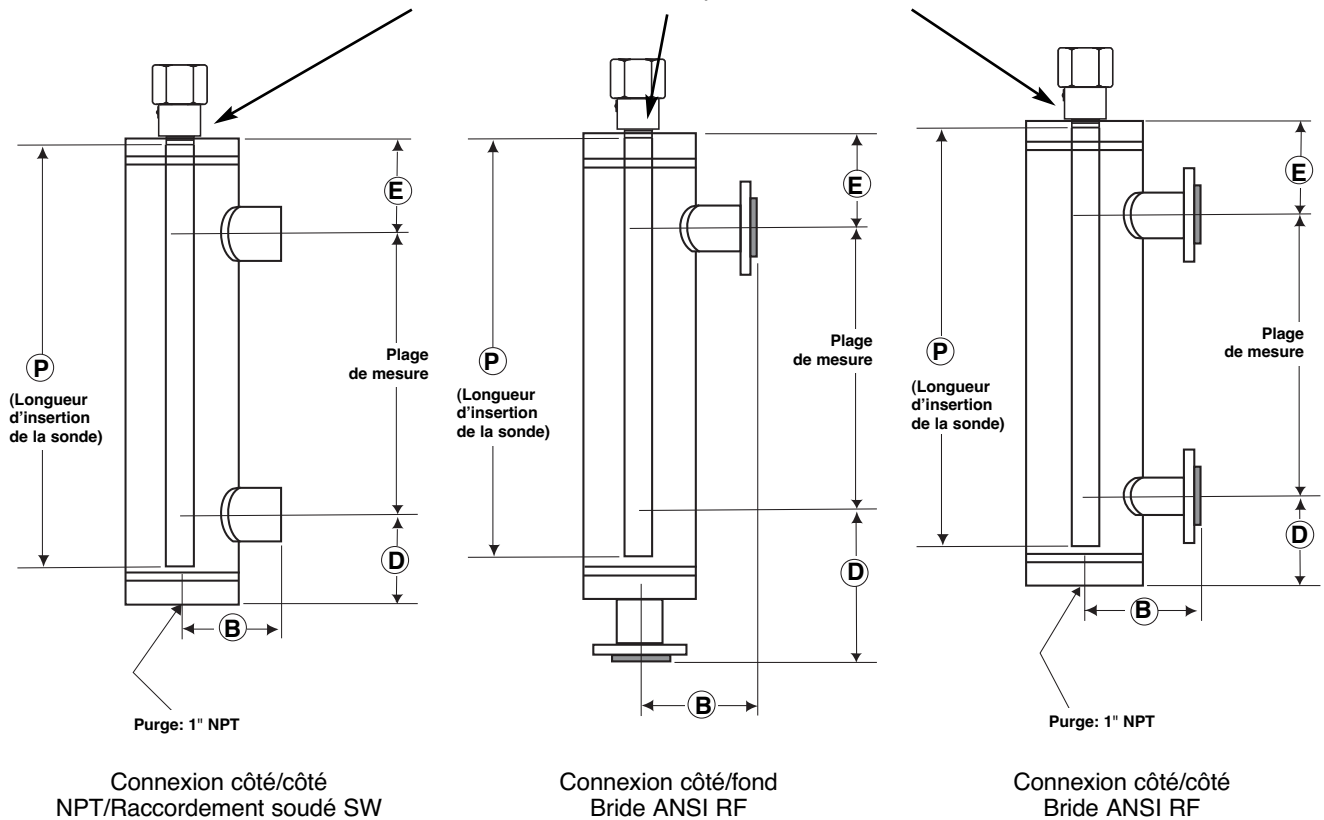 E
E
E
P
(Longueur
d'insertion
de la sonde)
Plage
de mesure
D
B
Purge: 1" NPT
P
(Longueur
d'insertion
de la sonde)
Plage
de mesure
D
B
P
(Longueur
d'insertion
de la sonde)
Plage
de mesure
D
B
Purge: 1" NPT
Connexion côté/côté
NPT/Raccordement soudé SW
Connexion côté/fond
Bride ANSI RF
Connexion côté/côté
Bride ANSI RF